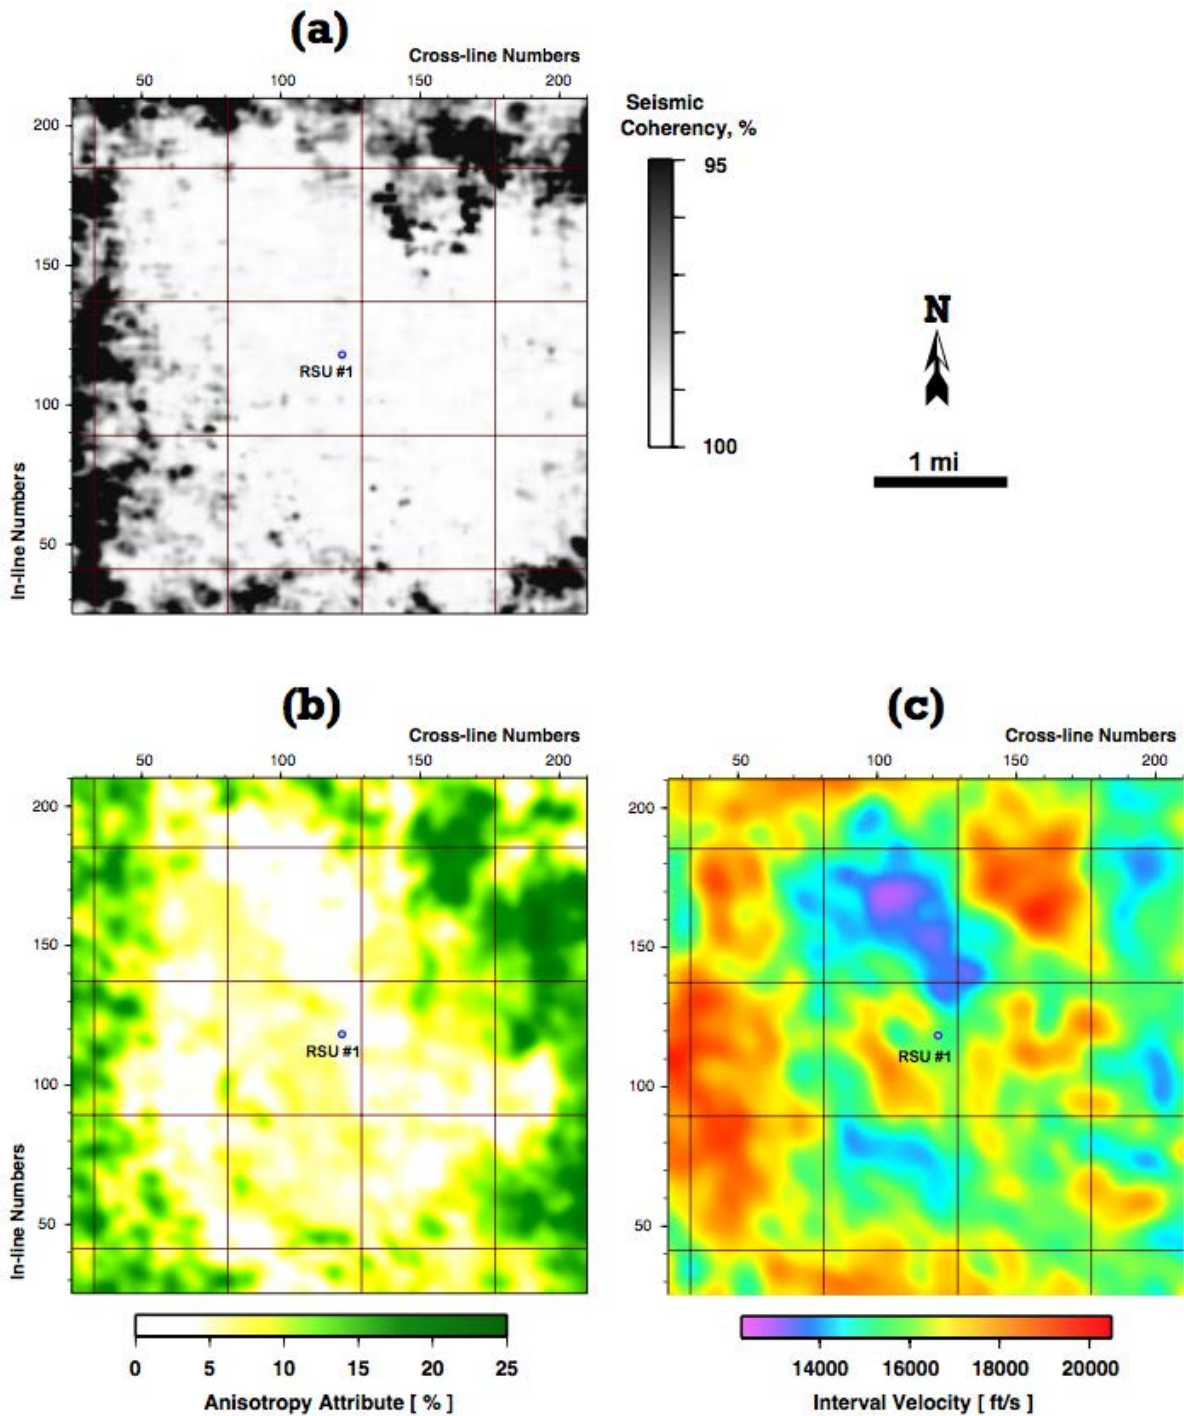 (a)
Cross-line Numbers
50 100 150 200
200
150
100
50
In-line Numbers
RSU #1
Seismic
Coherency, %
95
100
N
1 mi
(b)
Cross-line Numbers
50 100 150 200
200
150
100
50
In-line Numbers
RSU #1
0 5 10 15 20 25
Anisotropy Attribute [ % ]
(c)
Cross-line Numbers
50 100 150 200
200
150
100
50
RSU #1
14000 16000 18000 20000
Interval Velocity [ ft/s ]